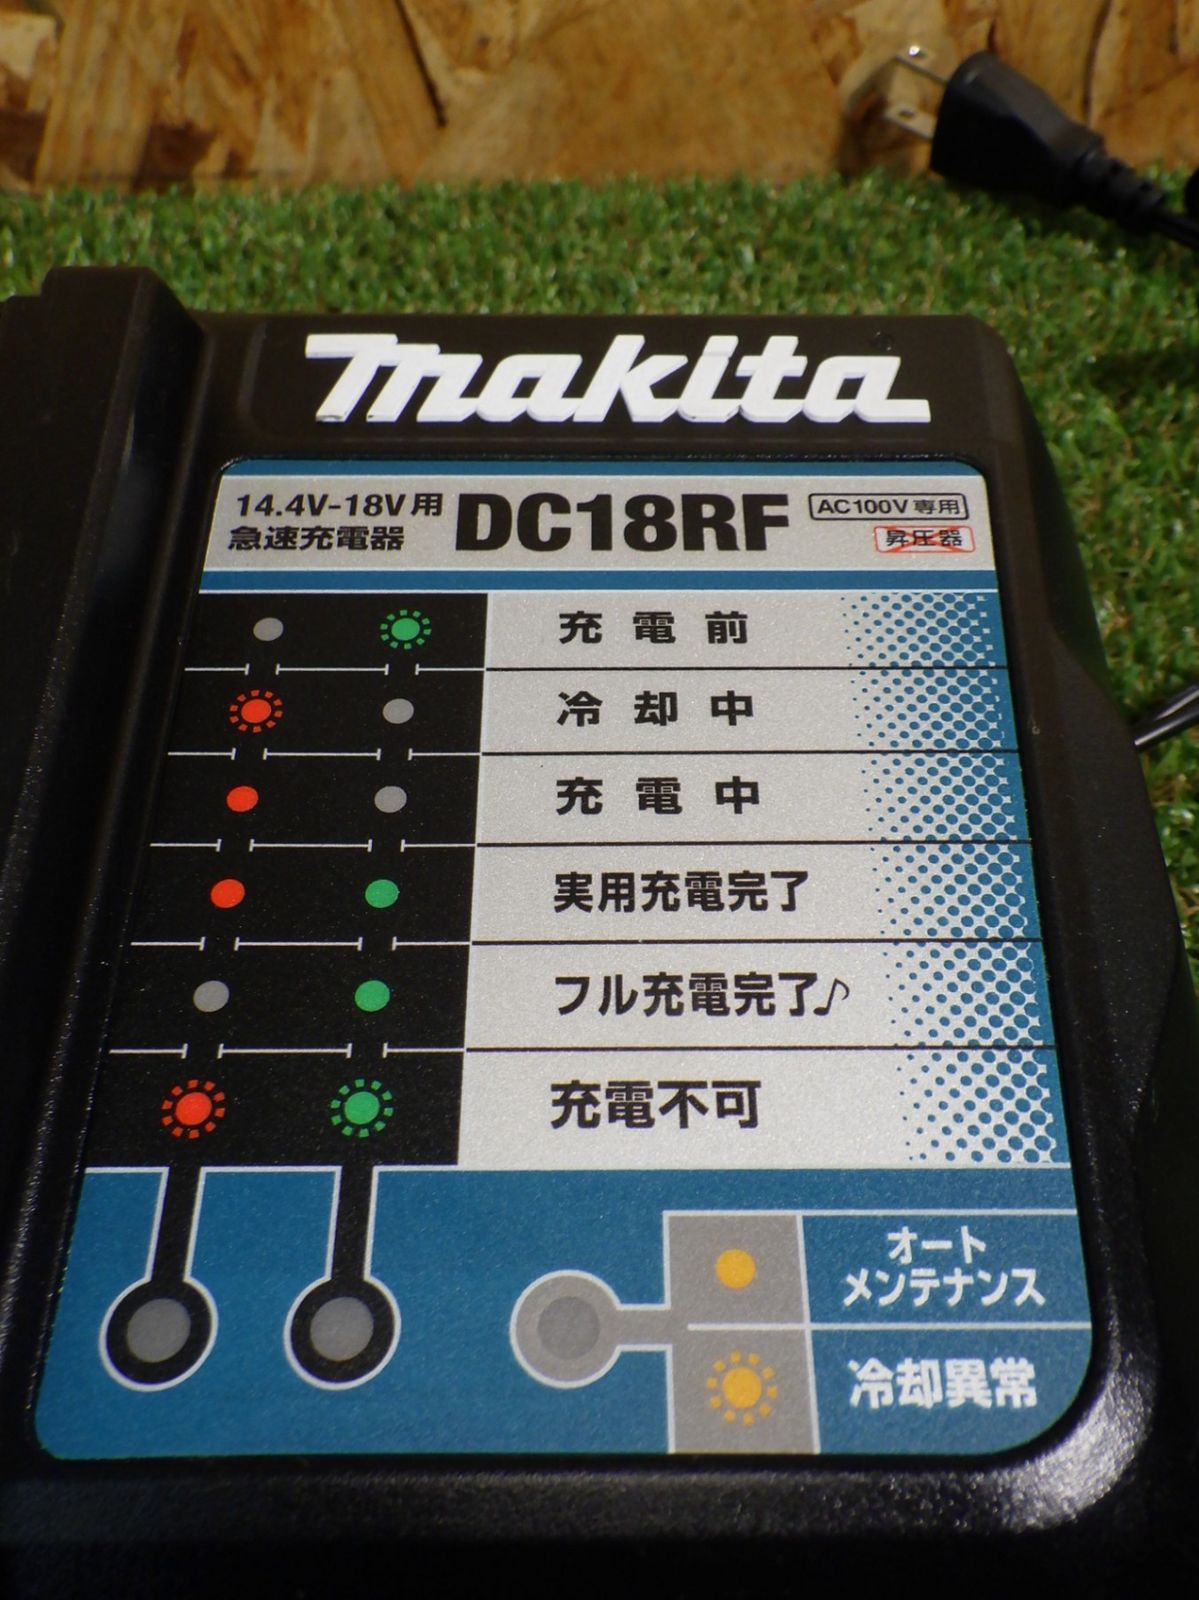 makita
14.4V-18V用
急速充電器
DC18RF
AC100V専用
昇圧器
充電前
冷却中
充電中
実用充電完了
フル充電完了♪
充電不可
オート
メンテナンス
冷却異常